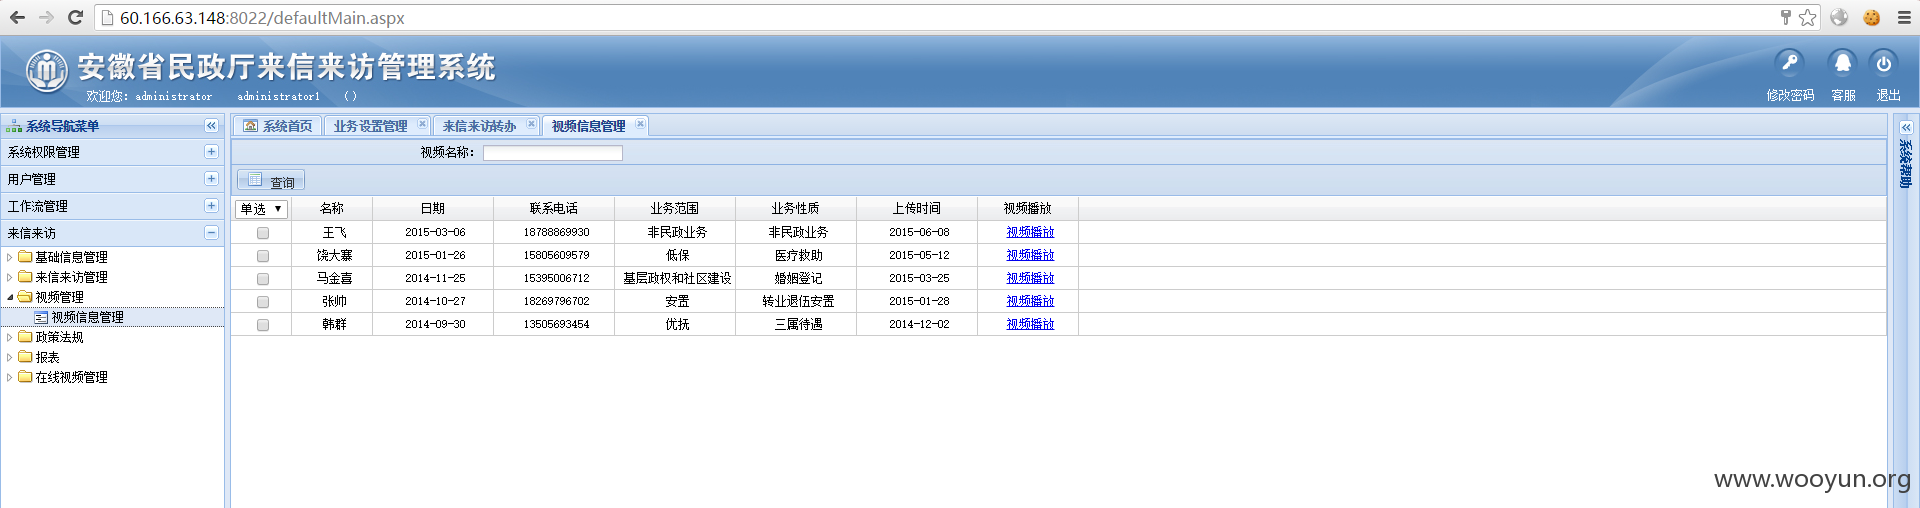 60.166.63.148:8022/defaultMain.aspx
安徽省民政厅来信来访管理系统
欢迎您: administrator administrator1 ()
修改密码 客服 退出
系统导航菜单
系统权限管理
用户管理
工作流管理
来信来访
基础信息管理
来信来访管理
视频管理
视频信息管理
政策法规
报表
在线视频管理
系统首页 业务设置管理 来信来访转办 视频信息管理
视频名称:
查询
单选 名称 日期 联系电话 业务范围 业务性质 上传时间 视频播放
王飞 2015-03-06 18788869930 非民政业务 非民政业务 2015-06-08 视频播放
饶大寨 2015-01-26 15805609579 低保 医疗救助 2015-05-12 视频播放
马金喜 2014-11-25 15395006712 基层政权和社区建设 婚姻登记 2015-03-25 视频播放
张帅 2014-10-27 18269796702 安置 转业退伍安置 2015-01-28 视频播放
韩群 2014-09-30 13505693454 优抚 三属待遇 2014-12-02 视频播放
系统帮助
www.wooyun.org